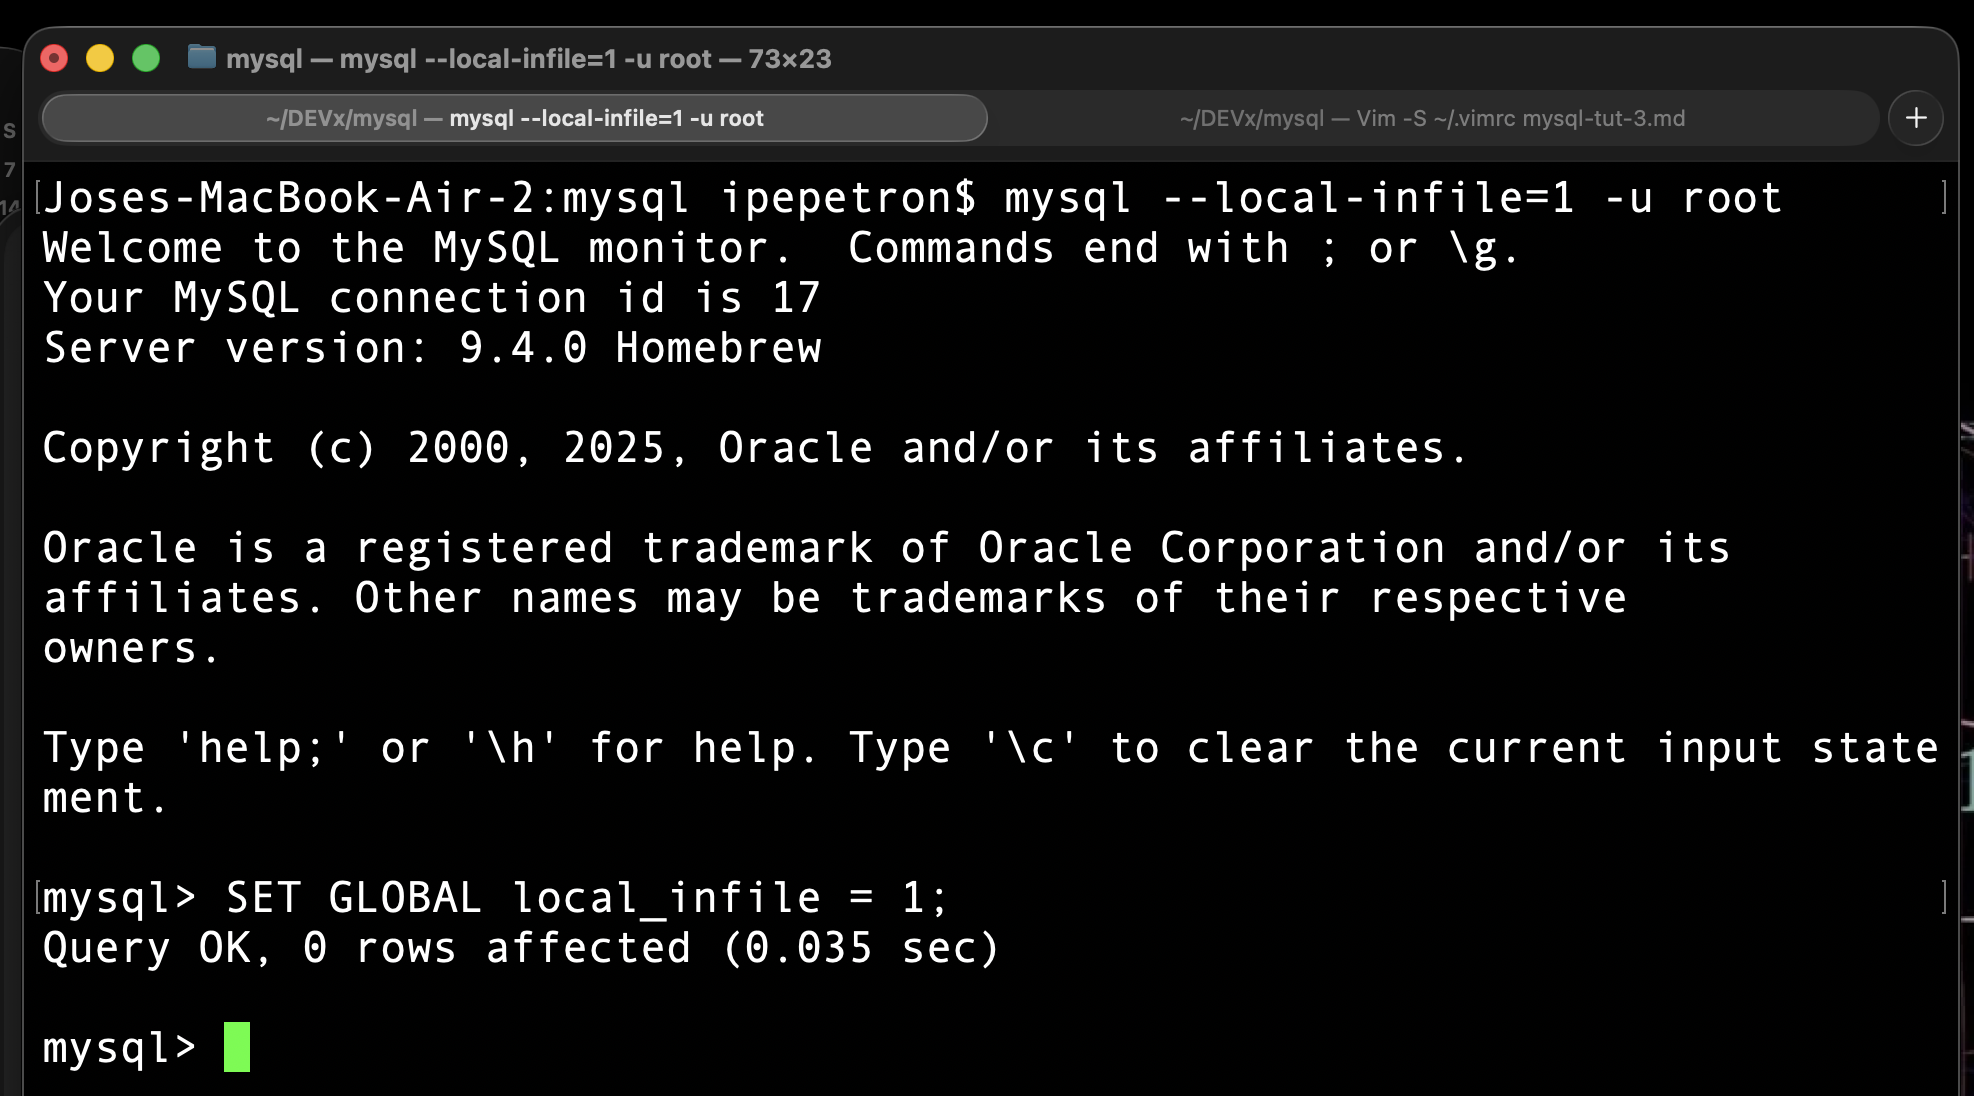 mysql — mysql --local-infile=1 -u root — 73×23
~/DEVx/mysql — mysql --local-infile=1 -u root
~/DEVx/mysql — Vim -S ~/.vimrc mysql-tut-3.md
+
S
7
14
[Joses-MacBook-Air-2:mysql ipepetron$ mysql --local-infile=1 -u root ]
Welcome to the MySQL monitor.  Commands end with ; or \g.
Your MySQL connection id is 17
Server version: 9.4.0 Homebrew
Copyright (c) 2000, 2025, Oracle and/or its affiliates.
Oracle is a registered trademark of Oracle Corporation and/or its
affiliates. Other names may be trademarks of their respective
owners.
Type 'help;' or '\h' for help. Type '\c' to clear the current input state
ment.
[mysql> SET GLOBAL local_infile = 1; ]
Query OK, 0 rows affected (0.035 sec)
mysql>